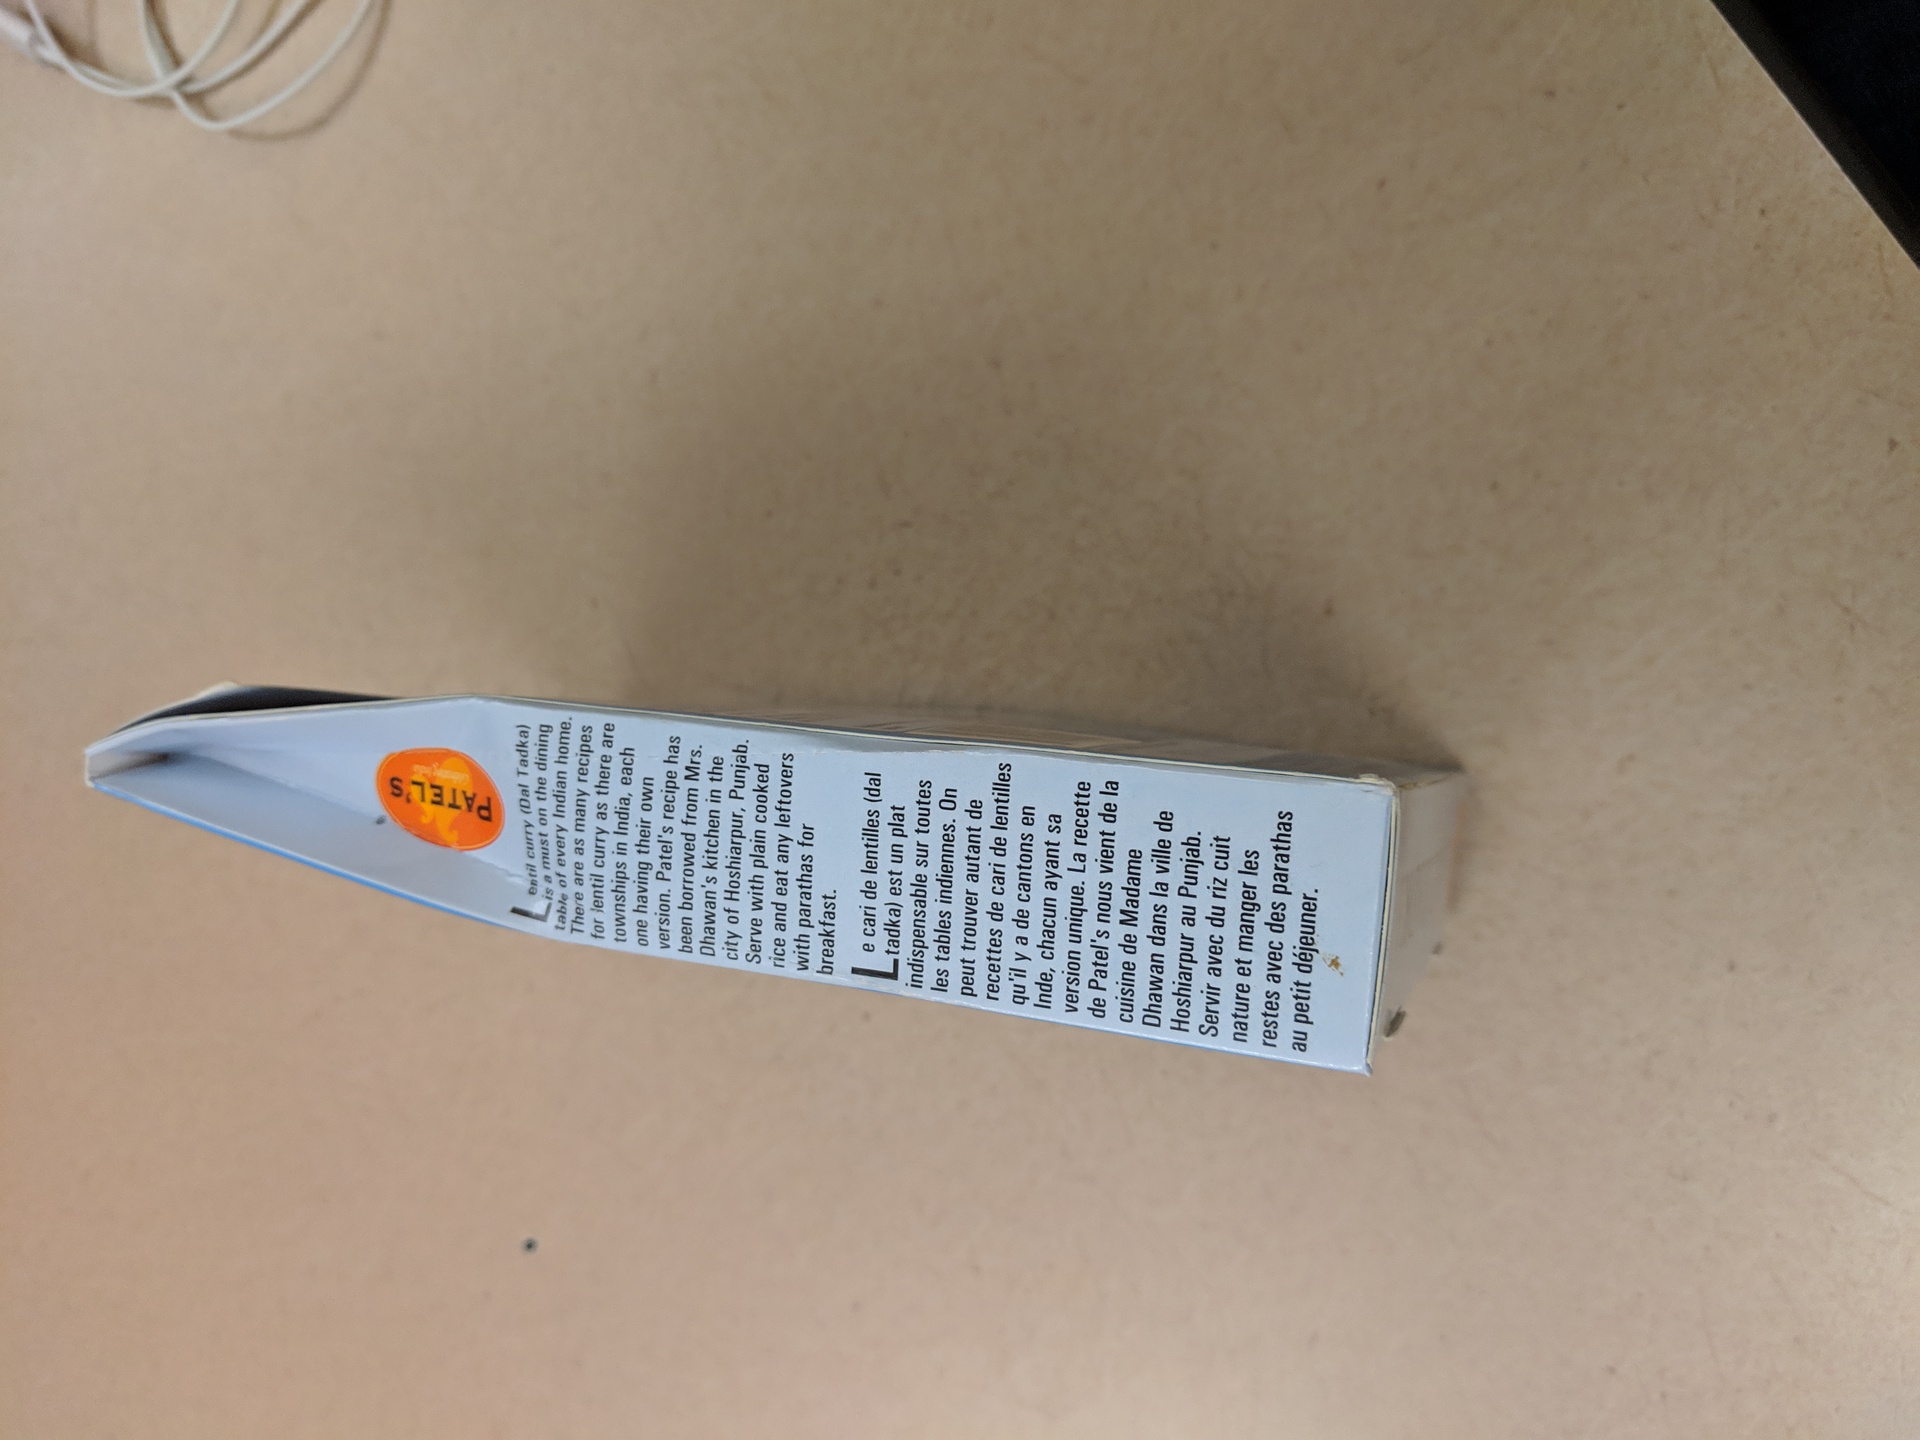 PATEL'S
Lentil curry (Dal Tadka)
is a must on the dining
table of every Indian home.
There are as many recipes
for lentil curry as there are
townships in India, each
one having their own
version. Patel's recipe has
been borrowed from Mrs.
Dhawan's kitchen in the
city of Hoshiarpur, Punjab.
Serve with plain cooked
rice and eat any leftovers
with parathas for
breakfast.
Le cari de lentilles (dal
tadka) est un plat
indispensable sur toutes
les tables indiennes. On
peut trouver autant de
recettes de cari de lentilles
qu'il y a de cantons en
Inde, chacun ayant sa
version unique. La recette
de Patel's nous vient de la
cuisine de Madame
Dhawan dans la ville de
Hoshiarpur au Punjab.
Servir avec du riz cuit
nature et manger les
restes avec des parathas
au petit déjeuner.